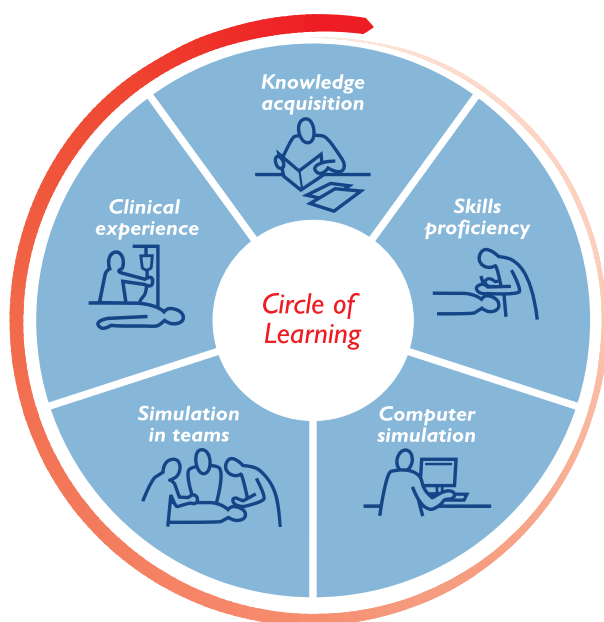 Knowledge
acquisition
Skills
proficiency
Computer
simulation
Simulation
in teams
Clinical
experience
Circle of
Learning